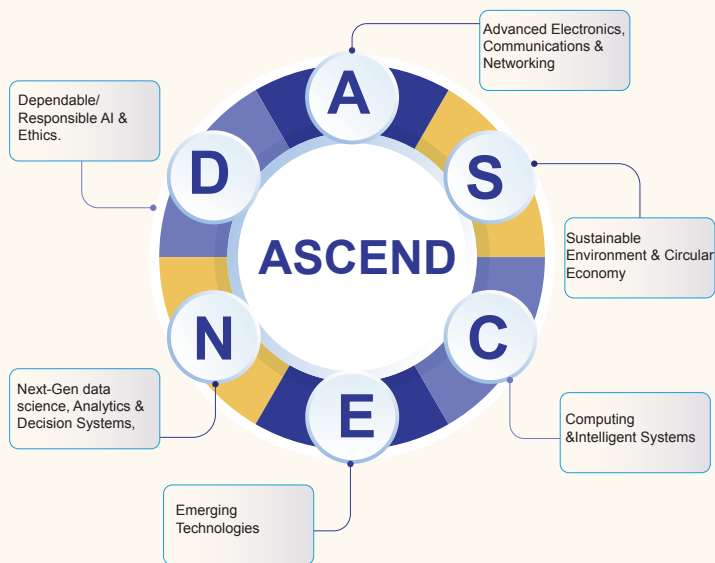 A
Advanced Electronics,
Communications &
Networking
S
Sustainable
Environment & Circular
Economy
C
Computing
&Intelligent Systems
E
Emerging
Technologies
N
Next-Gen data
science, Analytics &
Decision Systems,
D
Dependable/
Responsible AI &
Ethics.
ASCEND